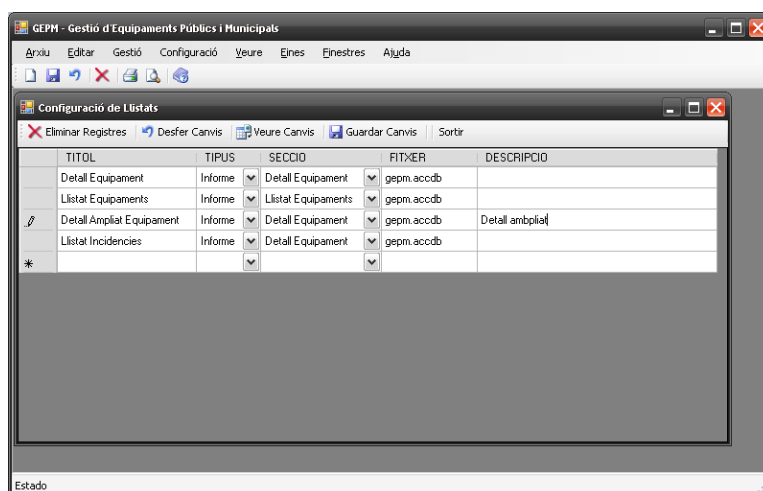 GEPM - Gestió d'Equipaments Públics i Municipals
Arxiu Editar Gestió Configuració Veure Eines Finestres Ajuda
Configuració de Llistats
Eliminar Registres Desfer Canvis Veure Canvis Guardar Canvis Sortir
TITOL TIPUS SECCIO FITXER DESCRIPCIO
Detall Equipament Informe Detall Equipament gepm.accdb
Llistat Equipaments Informe Llistat Equipaments gepm.accdb
Detall Ampliat Equipament Informe Detall Equipament gepm.accdb Detall ambpliat
Llistat Incidencies Informe Detall Equipament gepm.accdb
Estado